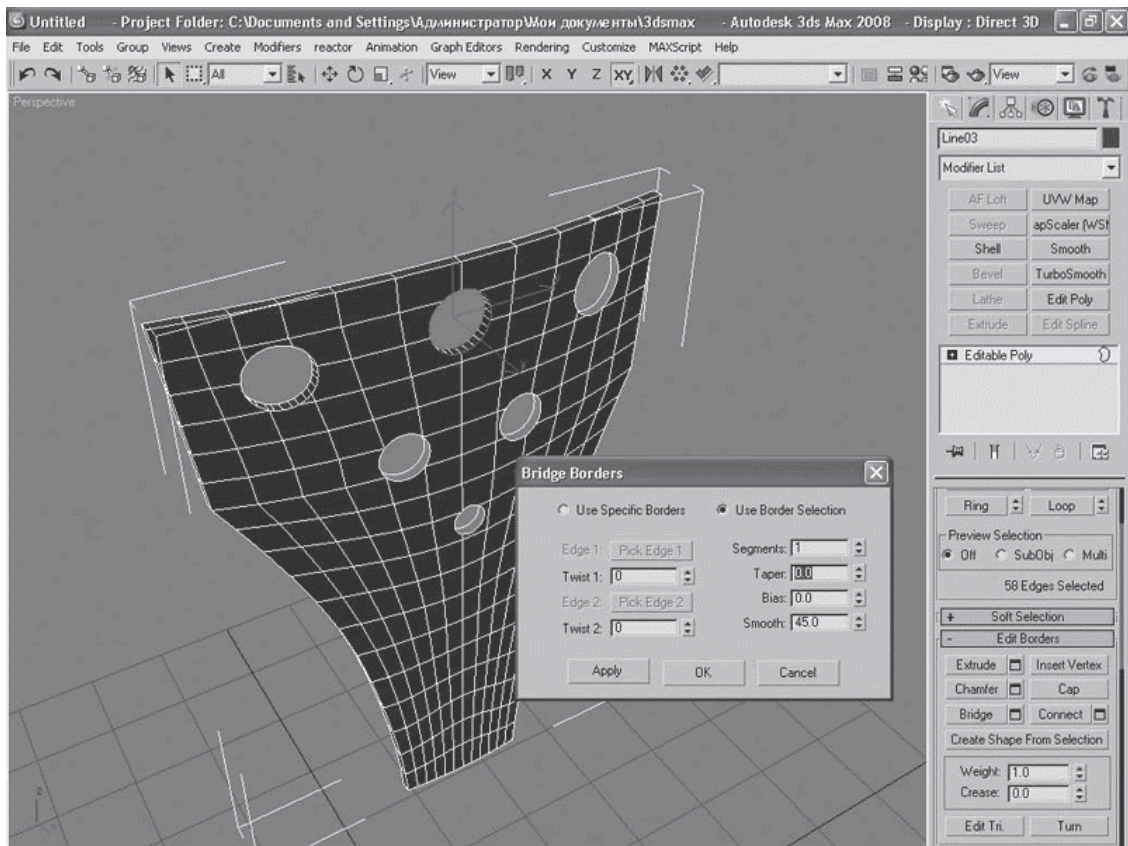 Untitled - Project Folder: C:\Documents and Settings\Администратор\Мои документы\3dsmax - Autodesk 3ds Max 2008 - Display : Direct 3D
File Edit Tools Group Views Create Modifiers reactor Animation Graph Editors Rendering Customize MAXScript Help
All View X Y Z XY View
Perspective
Line03
Modifier List
AF Loft UVW Map
Sweep apScaler (WSM
Shell Smooth
Bevel TurboSmooth
Lathe Edit Poly
Extrude Edit Spline
Editable Poly
Bridge Borders
Use Specific Borders Use Border Selection
Edge 1: Pick Edge 1 Segments: 1
Twist 1: 0 Taper: 0.0
Edge 2: Pick Edge 2 Bias: 0.0
Twist 2: 0 Smooth: 45.0
Apply OK Cancel
Ring Loop
Preview Selection
Off SubObj Multi
58 Edges Selected
+ Soft Selection
- Edit Borders
Extrude Insert Vertex
Chamfer Cap
Bridge Connect
Create Shape From Selection
Weight: 1.0
Crease: 0.0
Edit Tri. Turn